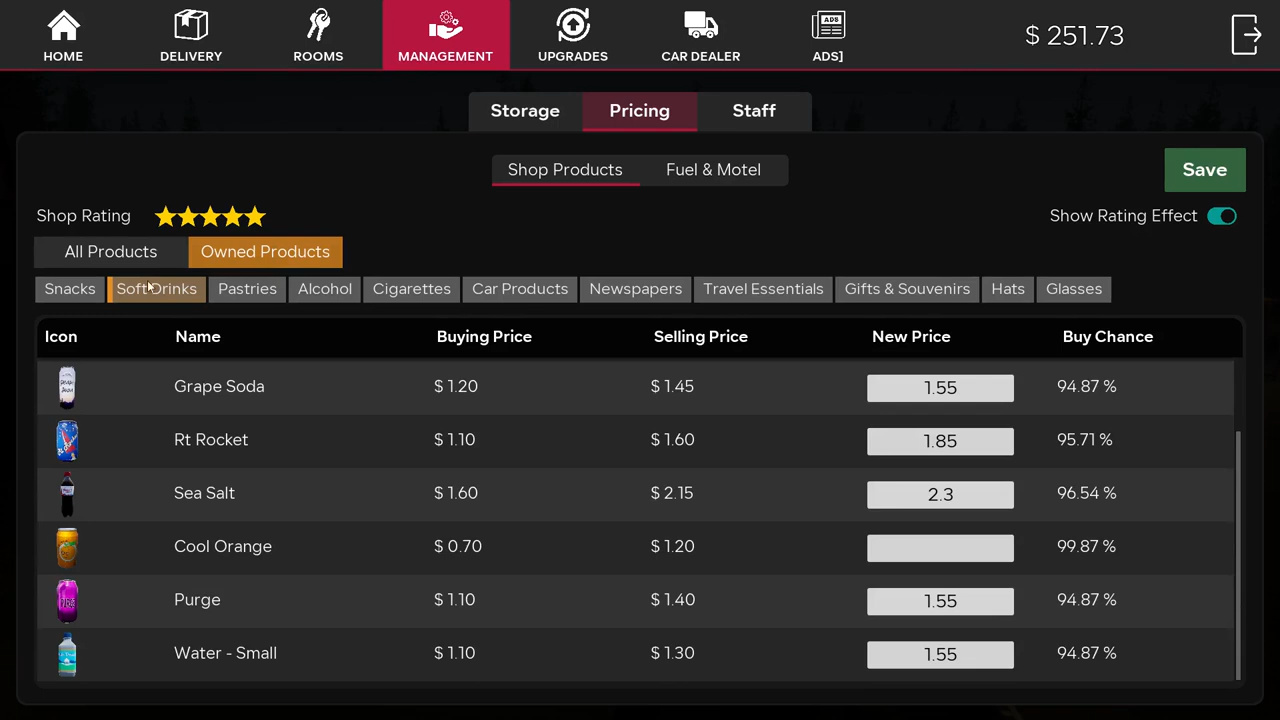 HOME DELIVERY ROOMS MANAGEMENT UPGRADES CAR DEALER ADS] $ 251.73
Storage Pricing Staff
Shop Products Fuel & Motel Save
Shop Rating Show Rating Effect
All Products Owned Products
Snacks Soft Drinks Pastries Alcohol Cigarettes Car Products Newspapers Travel Essentials Gifts & Souvenirs Hats Glasses
Icon Name Buying Price Selling Price New Price Buy Chance
Grape Soda $ 1.20 $ 1.45 1.55 94.87 %
Rt Rocket $ 1.10 $ 1.60 1.85 95.71 %
Sea Salt $ 1.60 $ 2.15 2.3 96.54 %
Cool Orange $ 0.70 $ 1.20 99.87 %
Purge $ 1.10 $ 1.40 1.55 94.87 %
Water - Small $ 1.10 $ 1.30 1.55 94.87 %